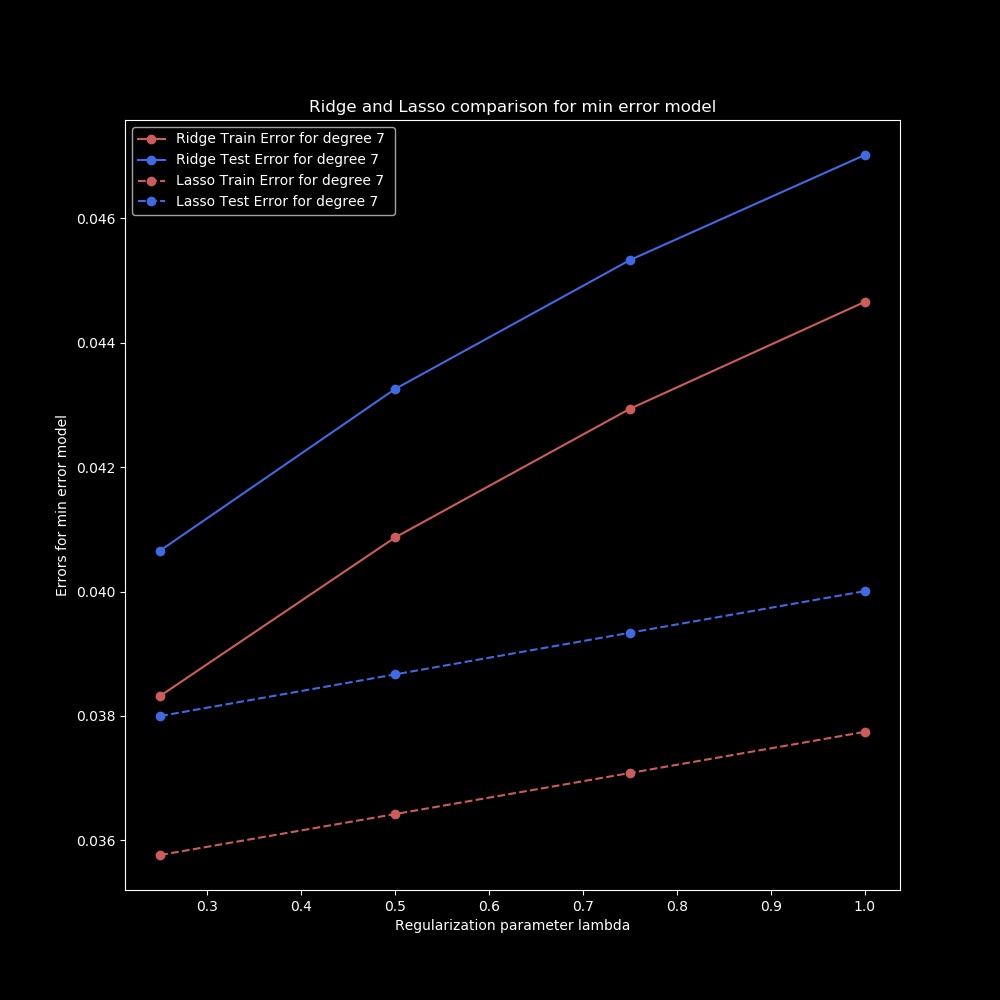 Ridge and Lasso comparison for min error model
Ridge Train Error for degree 7
Ridge Test Error for degree 7
Lasso Train Error for degree 7
Lasso Test Error for degree 7
Errors for min error model
0.046
0.044
0.042
0.040
0.038
0.036
0.3 0.4 0.5 0.6 0.7 0.8 0.9 1.0
Regularization parameter lambda